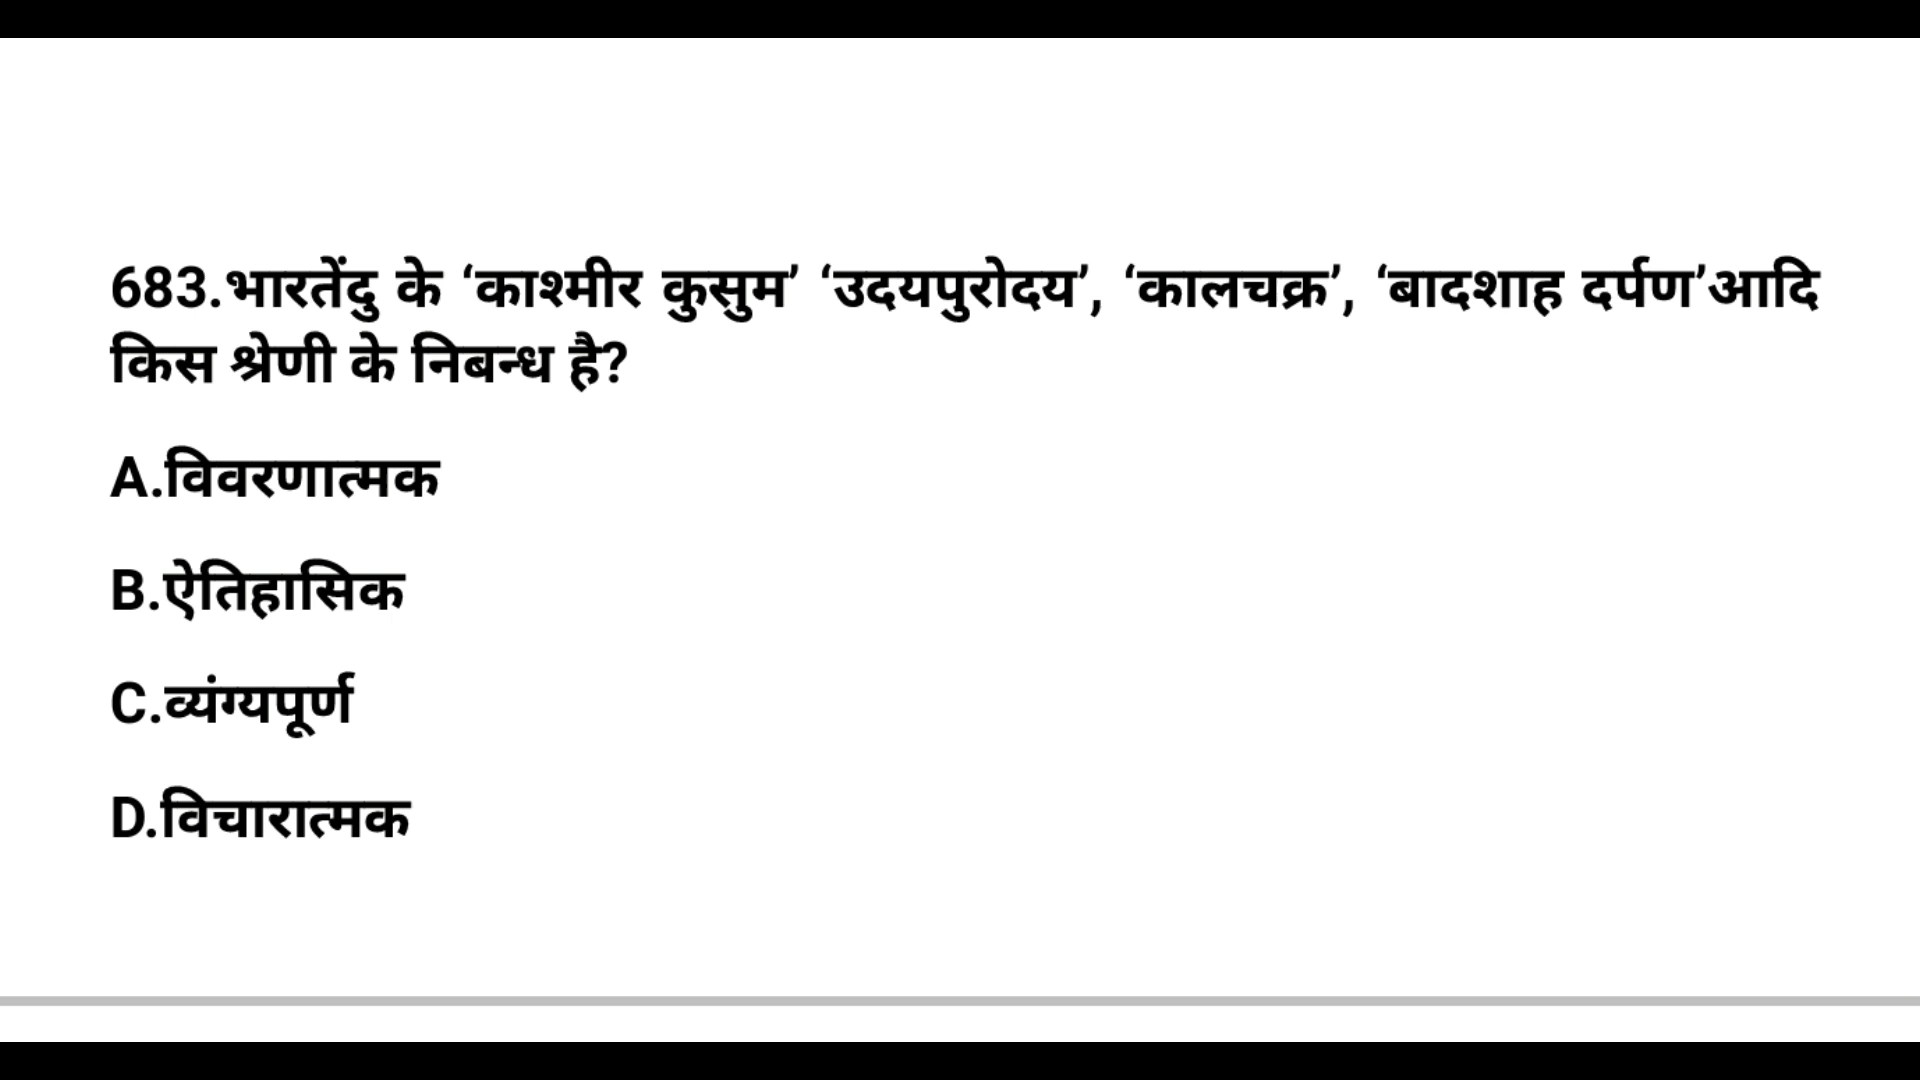 683.भारतेंदु के ‘काश्मीर कुसुम’ ‘उदयपुरोदय’, ‘कालचक्र’, ‘बादशाह दर्पण’आदि
किस श्रेणी के निबन्ध है?
A.विवरणात्मक
B.ऐतिहासिक
C.व्यंग्यपूर्ण
D.विचारात्मक